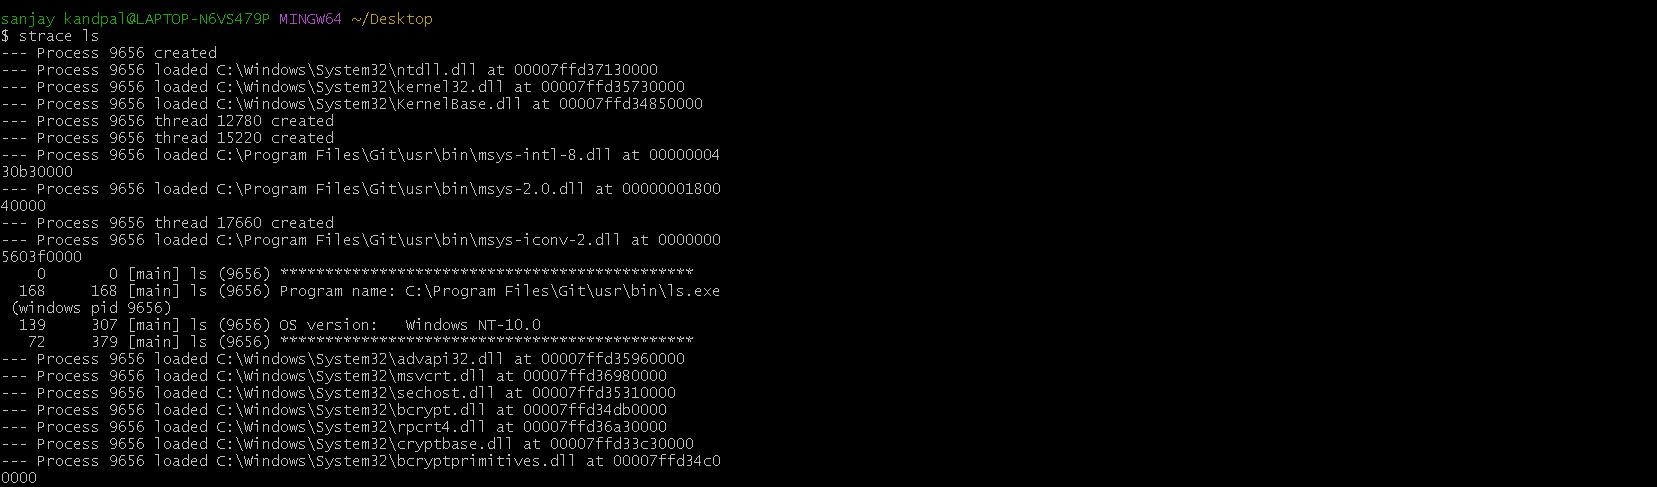 sanjay kandpal@LAPTOP-N6VS479P MINGW64 ~/Desktop
$ strace ls
--- Process 9656 created
--- Process 9656 loaded C:\Windows\System32\ntdll.dll at 00007ffd37130000
--- Process 9656 loaded C:\Windows\System32\kernel32.dll at 00007ffd35730000
--- Process 9656 loaded C:\Windows\System32\KernelBase.dll at 00007ffd34850000
--- Process 9656 thread 12780 created
--- Process 9656 thread 15220 created
--- Process 9656 loaded C:\Program Files\Git\usr\bin\msys-intl-8.dll at 00000004
30b30000
--- Process 9656 loaded C:\Program Files\Git\usr\bin\msys-2.0.dll at 00000001800
40000
--- Process 9656 thread 17660 created
--- Process 9656 loaded C:\Program Files\Git\usr\bin\msys-iconv-2.dll at 0000000
5603f0000
    0       0 [main] ls (9656) **********************************************
  168     168 [main] ls (9656) Program name: C:\Program Files\Git\usr\bin\ls.exe
 (windows pid 9656)
  139     307 [main] ls (9656) OS version:   Windows NT-10.0
   72     379 [main] ls (9656) **********************************************
--- Process 9656 loaded C:\Windows\System32\advapi32.dll at 00007ffd35960000
--- Process 9656 loaded C:\Windows\System32\msvcrt.dll at 00007ffd36980000
--- Process 9656 loaded C:\Windows\System32\sechost.dll at 00007ffd35310000
--- Process 9656 loaded C:\Windows\System32\bcrypt.dll at 00007ffd34db0000
--- Process 9656 loaded C:\Windows\System32\rpcrt4.dll at 00007ffd36a30000
--- Process 9656 loaded C:\Windows\System32\cryptbase.dll at 00007ffd33c30000
--- Process 9656 loaded C:\Windows\System32\bcryptprimitives.dll at 00007ffd34c0
0000